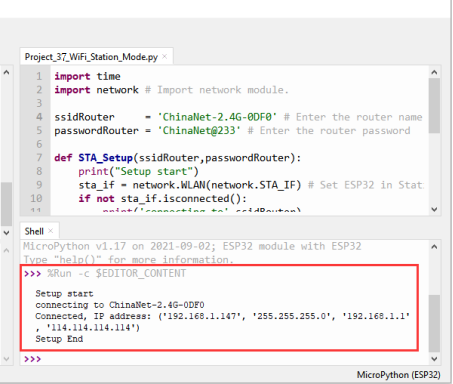 Project_37_WiFi_Station_Mode.py ×
1 import time
2 import network # Import network module.
3
4 ssidRouter     = 'ChinaNet-2.4G-0DF0' # Enter the router name
5 passwordRouter = 'ChinaNet@233' # Enter the router password
6
7 def STA_Setup(ssidRouter,passwordRouter):
8     print("Setup start")
9     sta_if = network.WLAN(network.STA_IF) # Set ESP32 in Stat
10     if not sta_if.isconnected():
11         print('connecting to',ssidRouter)
Shell ×
MicroPython v1.17 on 2021-09-02; ESP32 module with ESP32
Type "help()" for more information.
>>> %Run -c $EDITOR_CONTENT
Setup start
connecting to ChinaNet-2.4G-0DF0
Connected, IP address: ('192.168.1.147', '255.255.255.0', '192.168.1.1'
, '114.114.114.114')
Setup End
>>>
MicroPython (ESP32)